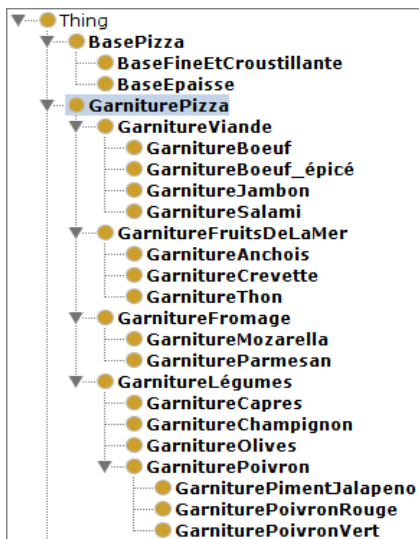 Thing
BasePizza
BaseFineEtCroustillante
BaseEpaisse
GarniturePizza
GarnitureViande
GarnitureBoeuf
GarnitureBoeuf_épicé
GarnitureJambon
GarnitureSalami
GarnitureFruitsDeLaMer
GarnitureAnchois
GarnitureCrevette
GarnitureThon
GarnitureFromage
GarnitureMozarella
GarnitureParmesan
GarnitureLégumes
GarnitureCapres
GarnitureChampignon
GarnitureOlives
GarniturePoivron
GarniturePimentJalapeno
GarniturePoivronRouge
GarniturePoivronVert